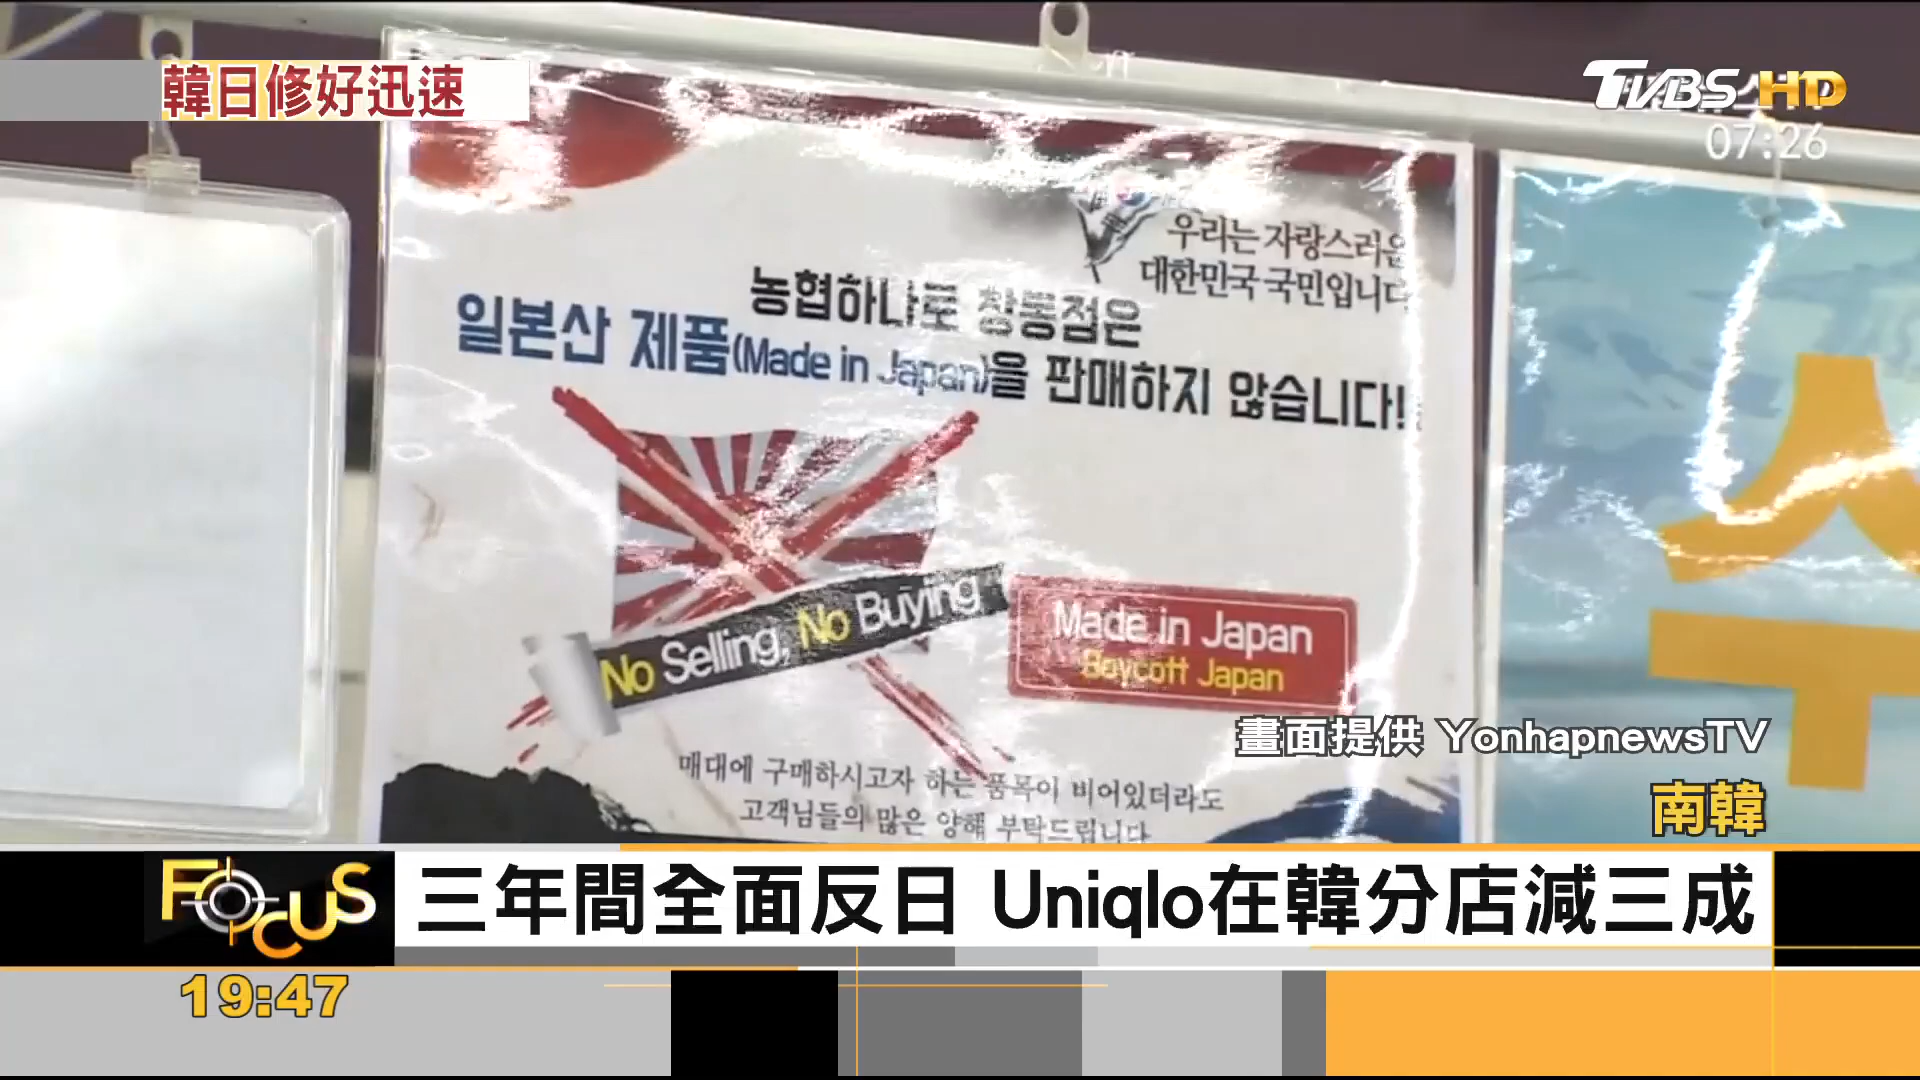 韓日修好迅速
TVBS HD
07:26
우리는 자랑스러운
대한민국 국민입니다
농협하나로 창동점은
일본산 제품(Made in Japan)을 판매하지 않습니다!
No Selling, No Buying
Made in Japan
Boycott Japan
매대에 구매하시고자 하는 품목이 비어있더라도
고객님들의 많은 양해 부탁드립니다
수
畫面提供 YonhapnewsTV
南韓
FOCUS
三年間全面反日 Uniqlo在韓分店減三成
19:47